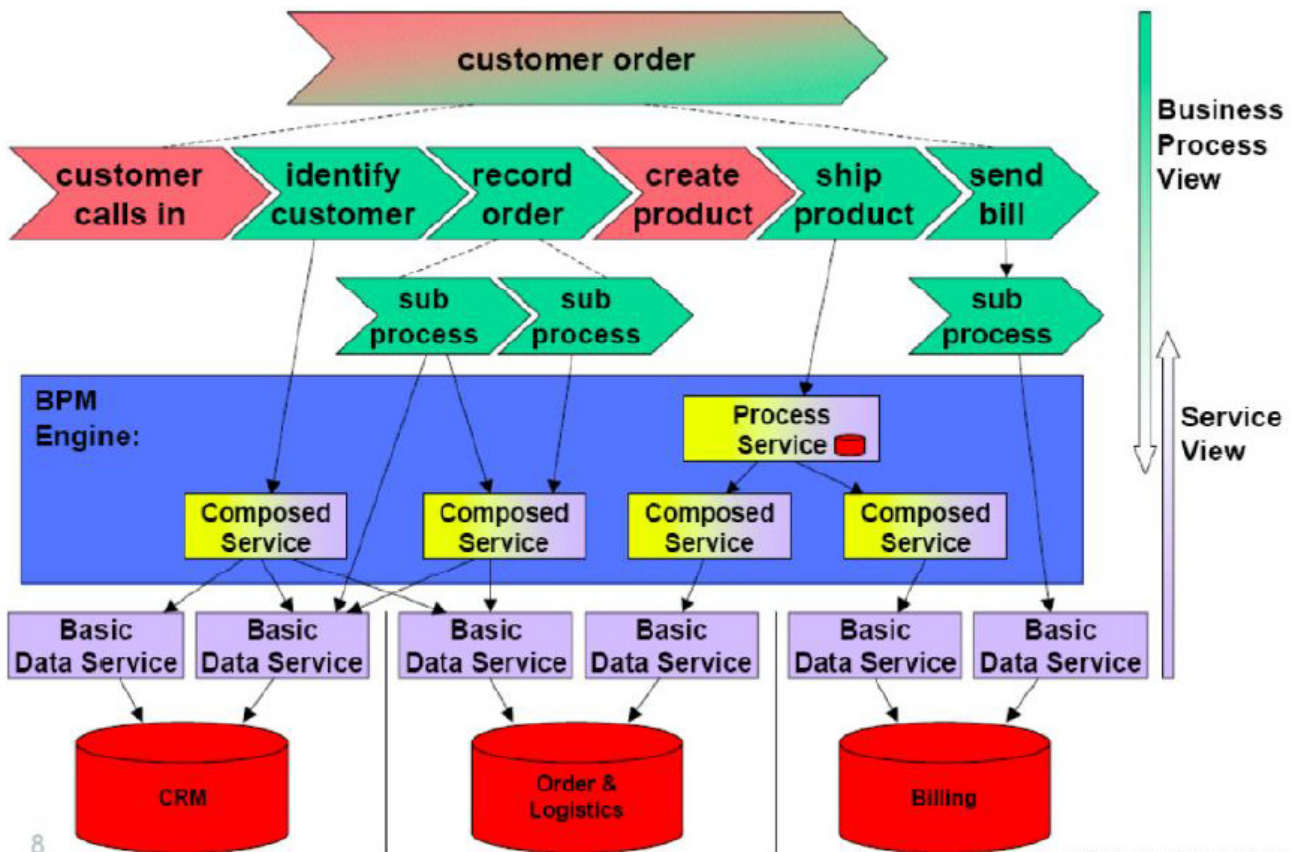 customer order
Business
Process
View
customer
calls in
identify
customer
record
order
create
product
ship
product
send
bill
sub
process
sub
process
sub
process
BPM
Engine:
Process
Service
Service
View
Composed
Service
Composed
Service
Composed
Service
Composed
Service
Basic
Data Service
Basic
Data Service
Basic
Data Service
Basic
Data Service
Basic
Data Service
Basic
Data Service
CRM
Order &
Logistics
Billing
8